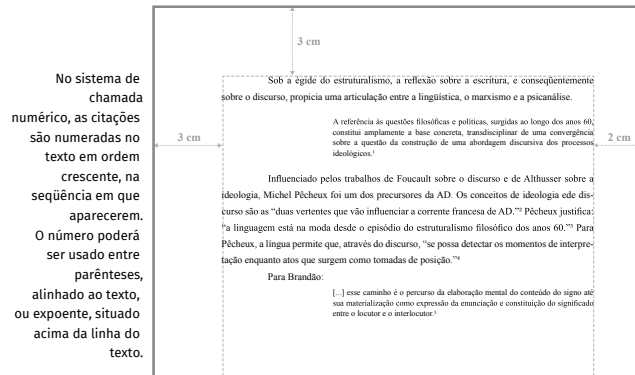 3 cm
No sistema de
chamada
numérico, as citações
são numeradas no
texto em ordem
crescente, na
seqüência em que
aparecerem.
O número poderá
ser usado entre
parênteses,
alinhado ao texto,
ou expoente, situado
acima da linha do
texto.
3 cm
Sob a égide do estruturalismo, a reflexão sobre a escritura, e conseqüentemente
sobre o discurso, propicia uma articulação entre a lingüística, o marxismo e a psicanálise.
A referência às questões filosóficas e políticas, surgidas ao longo dos anos 60,
constitui amplamente a base concreta, transdisciplinar de uma convergência
sobre a questão da construção de uma abordagem discursiva dos processos
ideológicos.¹
2 cm
Influenciado pelos trabalhos de Foucault sobre o discurso e de Althusser sobre a
ideologia, Michel Pêcheux foi um dos precursores da AD. Os conceitos de ideologia ede dis-
curso são as “duas vertentes que vão influenciar a corrente francesa de AD.”² Pêcheux justifica:
“a linguagem está na moda desde o episódio do estruturalismo filosófico dos anos 60.”³ Para
Pêcheux, a língua permite que, através do discurso, “se possa detectar os momentos de interpre-
tação enquanto atos que surgem como tomadas de posição.”⁴
Para Brandão:
[...] esse caminho é o percurso da elaboração mental do conteúdo do signo até
sua materialização como expressão da enunciação e constituição do significado
entre o locutor e o interlocutor.⁵